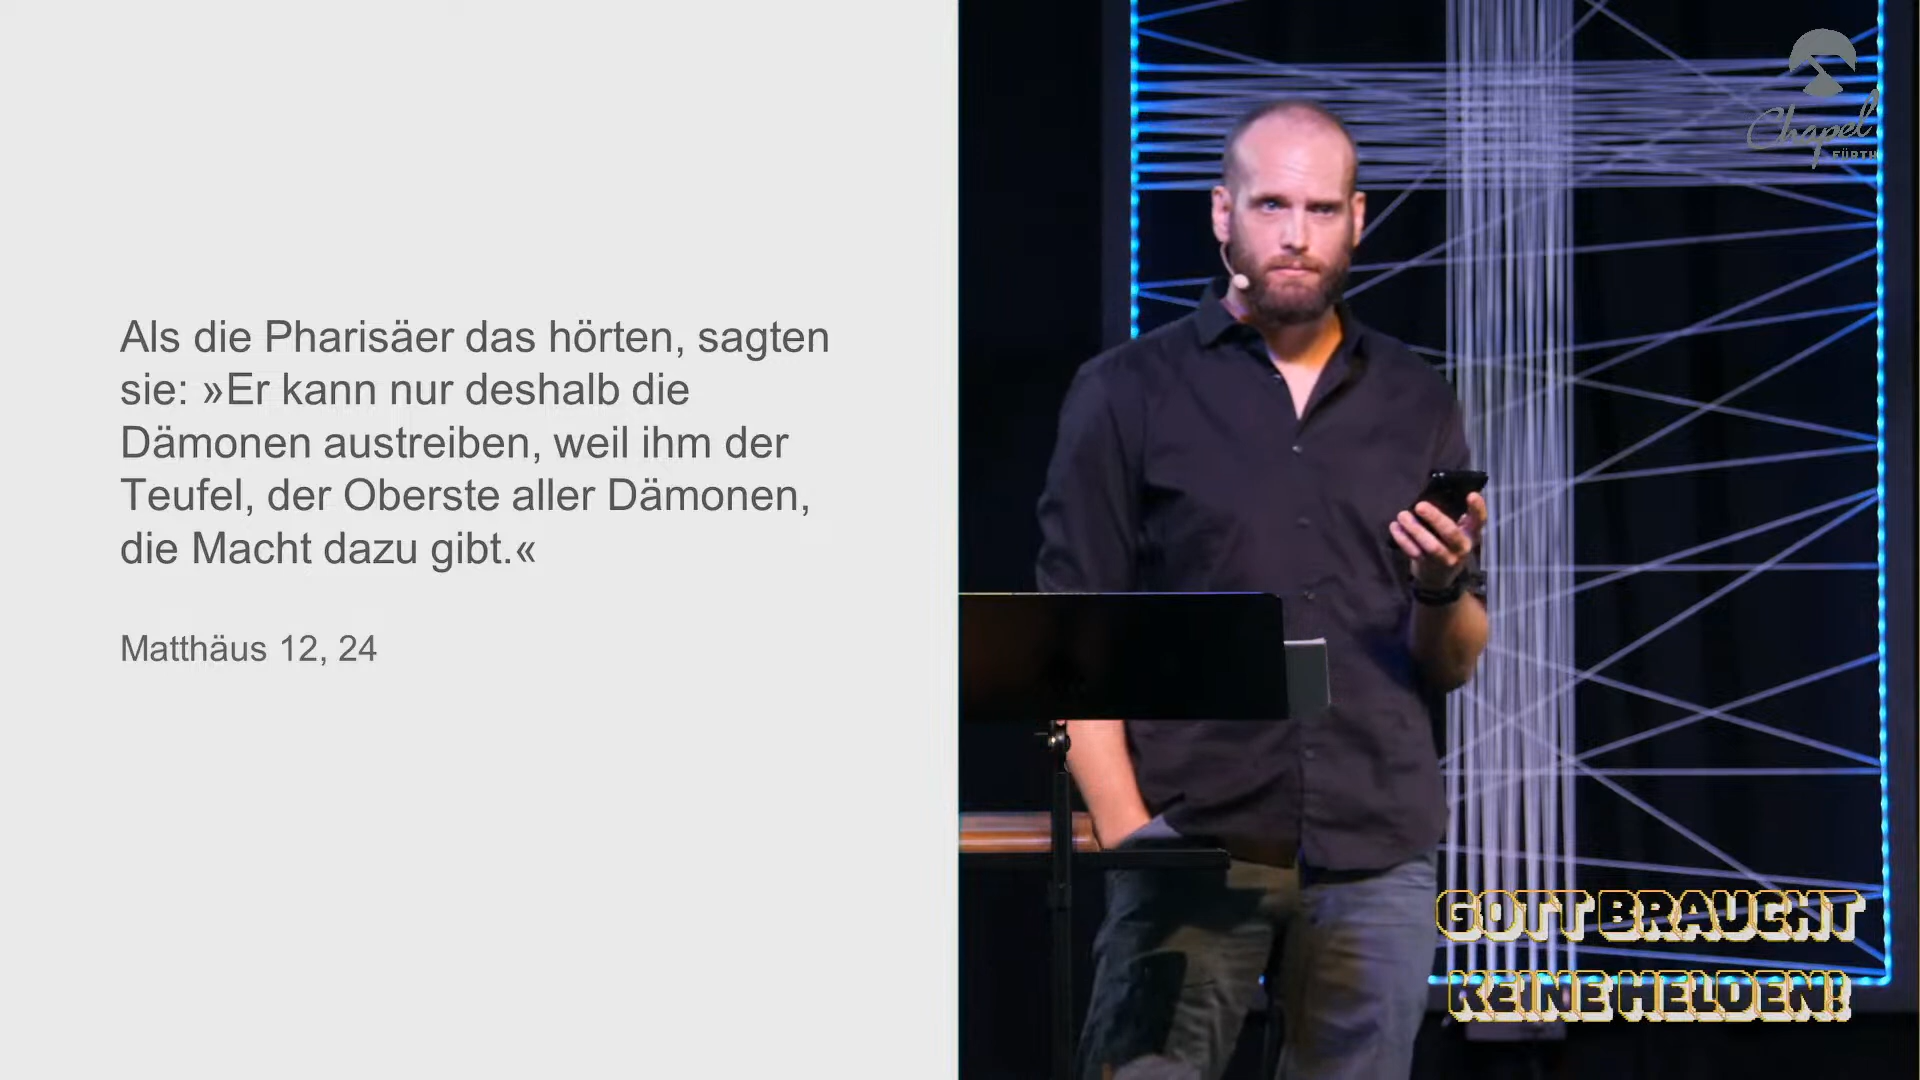 Als die Pharisäer das hörten, sagten
sie: »Er kann nur deshalb die
Dämonen austreiben, weil ihm der
Teufel, der Oberste aller Dämonen,
die Macht dazu gibt.«
Matthäus 12, 24
Chapel
FÜRTH
GOTT BRAUCHT
KEINE HELDEN!